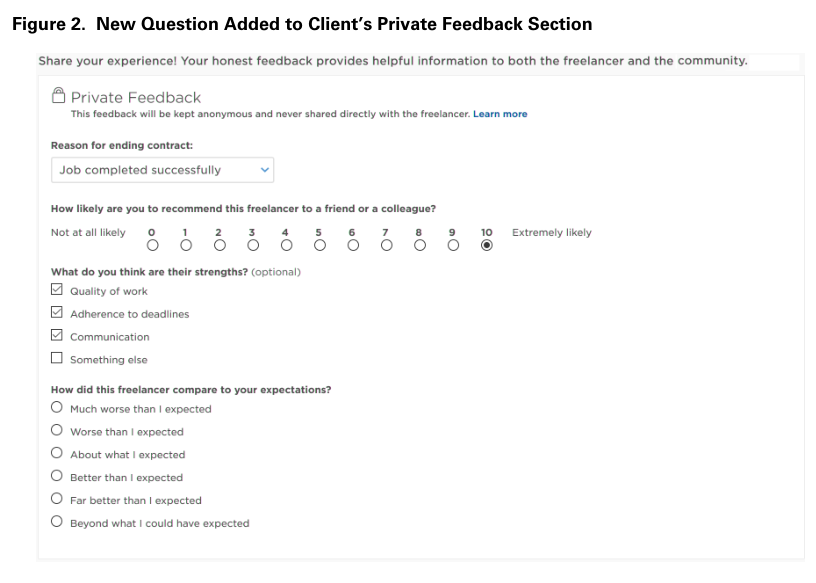 Figure 2. New Question Added to Client’s Private Feedback Section
Share your experience! Your honest feedback provides helpful information to both the freelancer and the community.
Private Feedback
This feedback will be kept anonymous and never shared directly with the freelancer. Learn more
Reason for ending contract:
Job completed successfully
How likely are you to recommend this freelancer to a friend or a colleague?
Not at all likely 0 1 2 3 4 5 6 7 8 9 10 Extremely likely
What do you think are their strengths? (optional)
Quality of work
Adherence to deadlines
Communication
Something else
How did this freelancer compare to your expectations?
Much worse than I expected
Worse than I expected
About what I expected
Better than I expected
Far better than I expected
Beyond what I could have expected